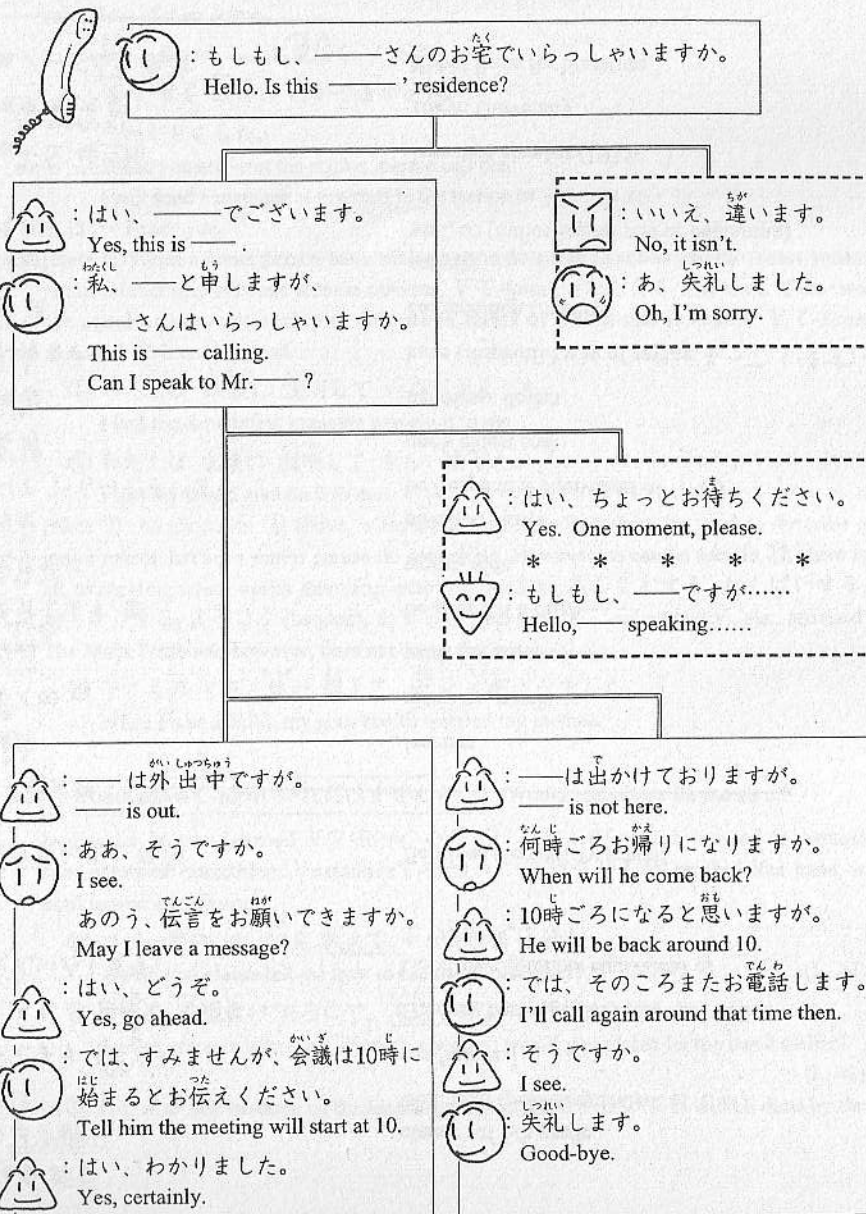 ：もしもし、———さんのお宅でいらっしゃいますか。
Hello. Is this ——— ’ residence?
：はい、———でございます。
Yes, this is ——— .
：私、———と申しますが、
———さんはいらっしゃいますか。
This is ——— calling.
Can I speak to Mr.——— ?
：いいえ、違います。
No, it isn't.
：あ、失礼しました。
Oh, I'm sorry.
：はい、ちょっとお待ちください。
Yes. One moment, please.
* * * * *
：もしもし、———ですが……
Hello, ——— speaking……
：———は外出中ですが。
——— is out.
：ああ、そうですか。
I see.
あのう、伝言をお願いできますか。
May I leave a message?
：はい、どうぞ。
Yes, go ahead.
：では、すみませんが、会議は10時に
始まるとお伝えください。
Tell him the meeting will start at 10.
：はい、わかりました。
Yes, certainly.
：———は出かけておりますが。
——— is not here.
：何時ごろお帰りになりますか。
When will he come back?
：10時ごろになると思いますが。
He will be back around 10.
：では、そのころまたお電話します。
I'll call again around that time then.
：そうですか。
I see.
：失礼します。
Good-bye.